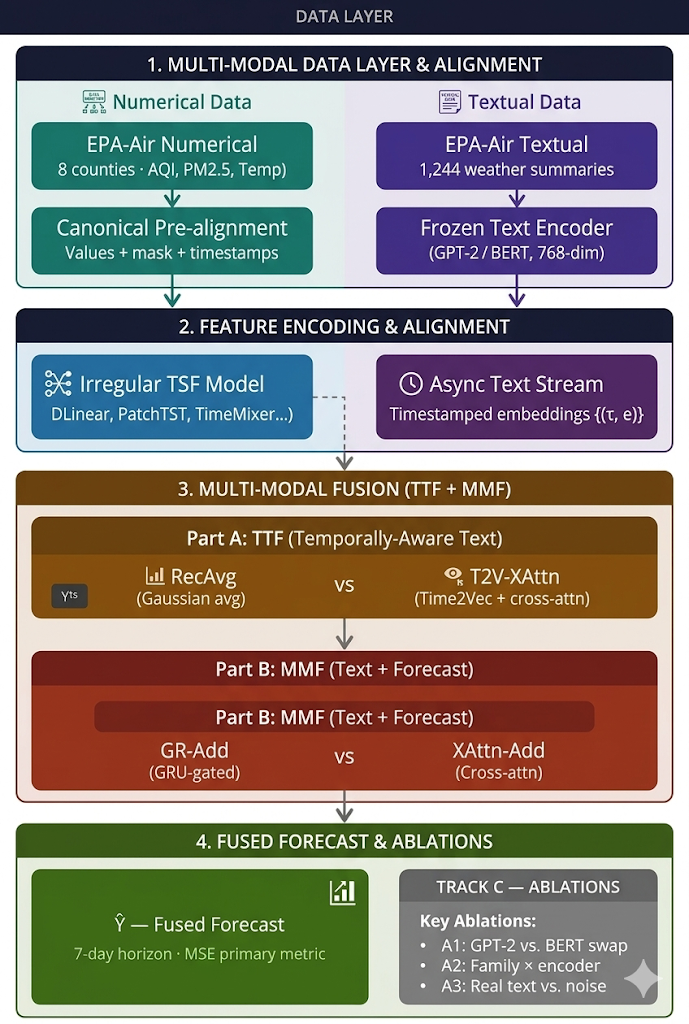 DATA LAYER
1. MULTI-MODAL DATA LAYER & ALIGNMENT
Numerical Data
Textual Data
EPA-Air Numerical
8 counties · AQI, PM2.5, Temp)
EPA-Air Textual
1,244 weather summaries
Canonical Pre-alignment
Values + mask + timestamps
Frozen Text Encoder
(GPT-2 / BERT, 768-dim)
2. FEATURE ENCODING & ALIGNMENT
Irregular TSF Model
DLinear, PatchTST, TimeMixer...)
Async Text Stream
Timestamped embeddings {(τ, e)}
3. MULTI-MODAL FUSION (TTF + MMF)
Part A: TTF (Temporally-Aware Text)
Yᵗˢ
RecAvg
(Gaussian avg)
vs
T2V-XAttn
(Time2Vec + cross-attn)
Part B: MMF (Text + Forecast)
Part B: MMF (Text + Forecast)
GR-Add
(GRU-gated)
vs
XAttn-Add
(Cross-attn)
4. FUSED FORECAST & ABLATIONS
Ŷ — Fused Forecast
7-day horizon · MSE primary metric
TRACK C — ABLATIONS
Key Ablations:
• A1: GPT-2 vs. BERT swap
• A2: Family × encoder
• A3: Real text vs. noise